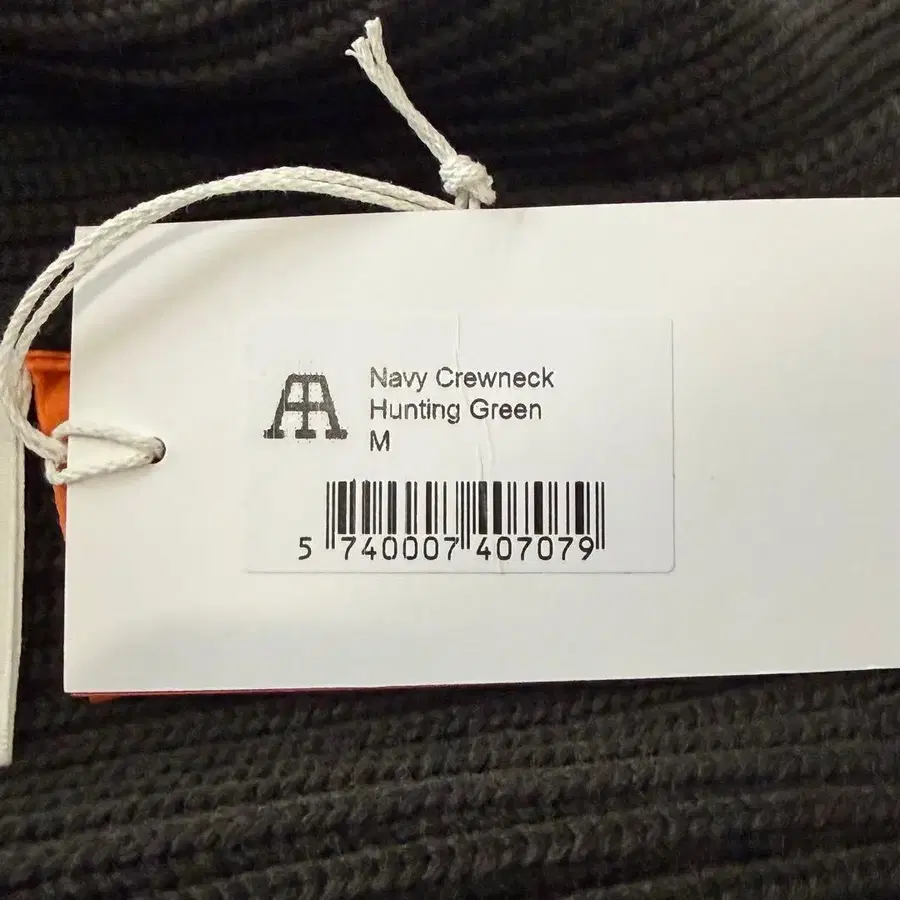 Navy Crewneck
Hunting Green
M
5 740007 407079